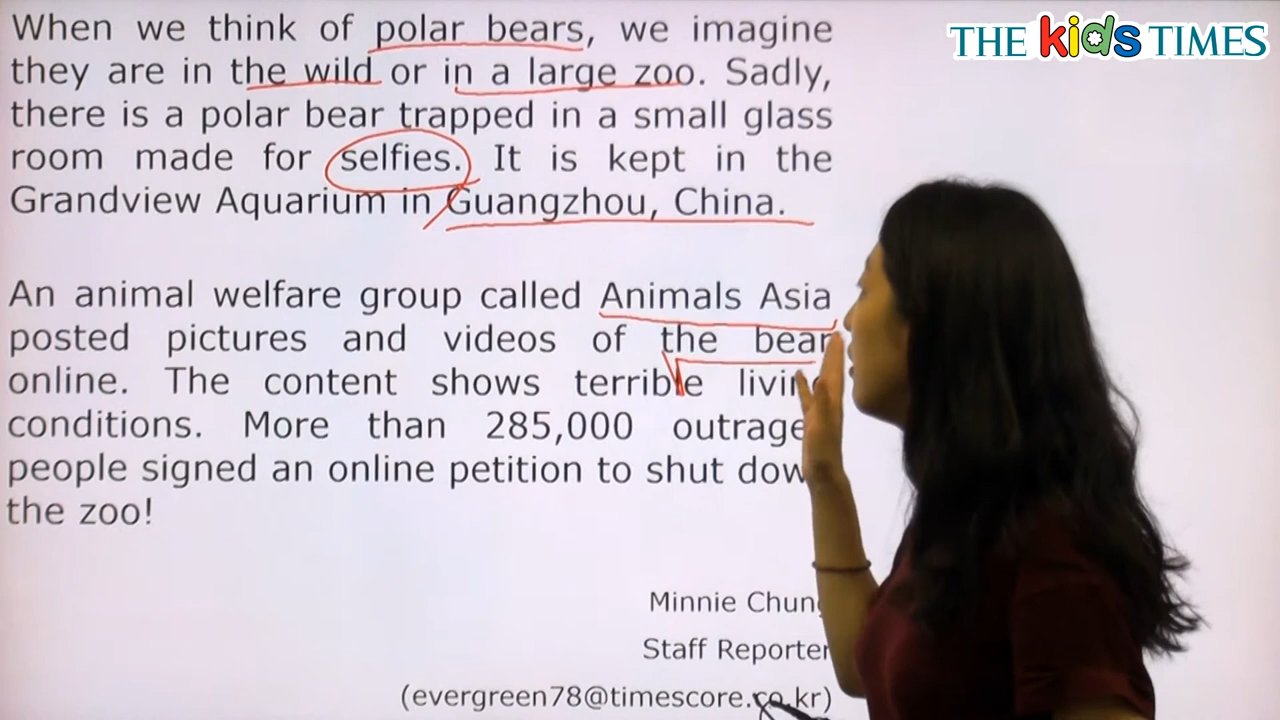 THE kids TIMES
When we think of polar bears, we imagine
they are in the wild or in a large zoo. Sadly,
there is a polar bear trapped in a small glass
room made for selfies. It is kept in the
Grandview Aquarium in Guangzhou, China.
An animal welfare group called Animals Asia
posted pictures and videos of the bear
online. The content shows terrible livin
conditions. More than 285,000 outrage
people signed an online petition to shut dow
the zoo!
Minnie Chung
Staff Reporter
(evergreen78@timescore.co.kr)